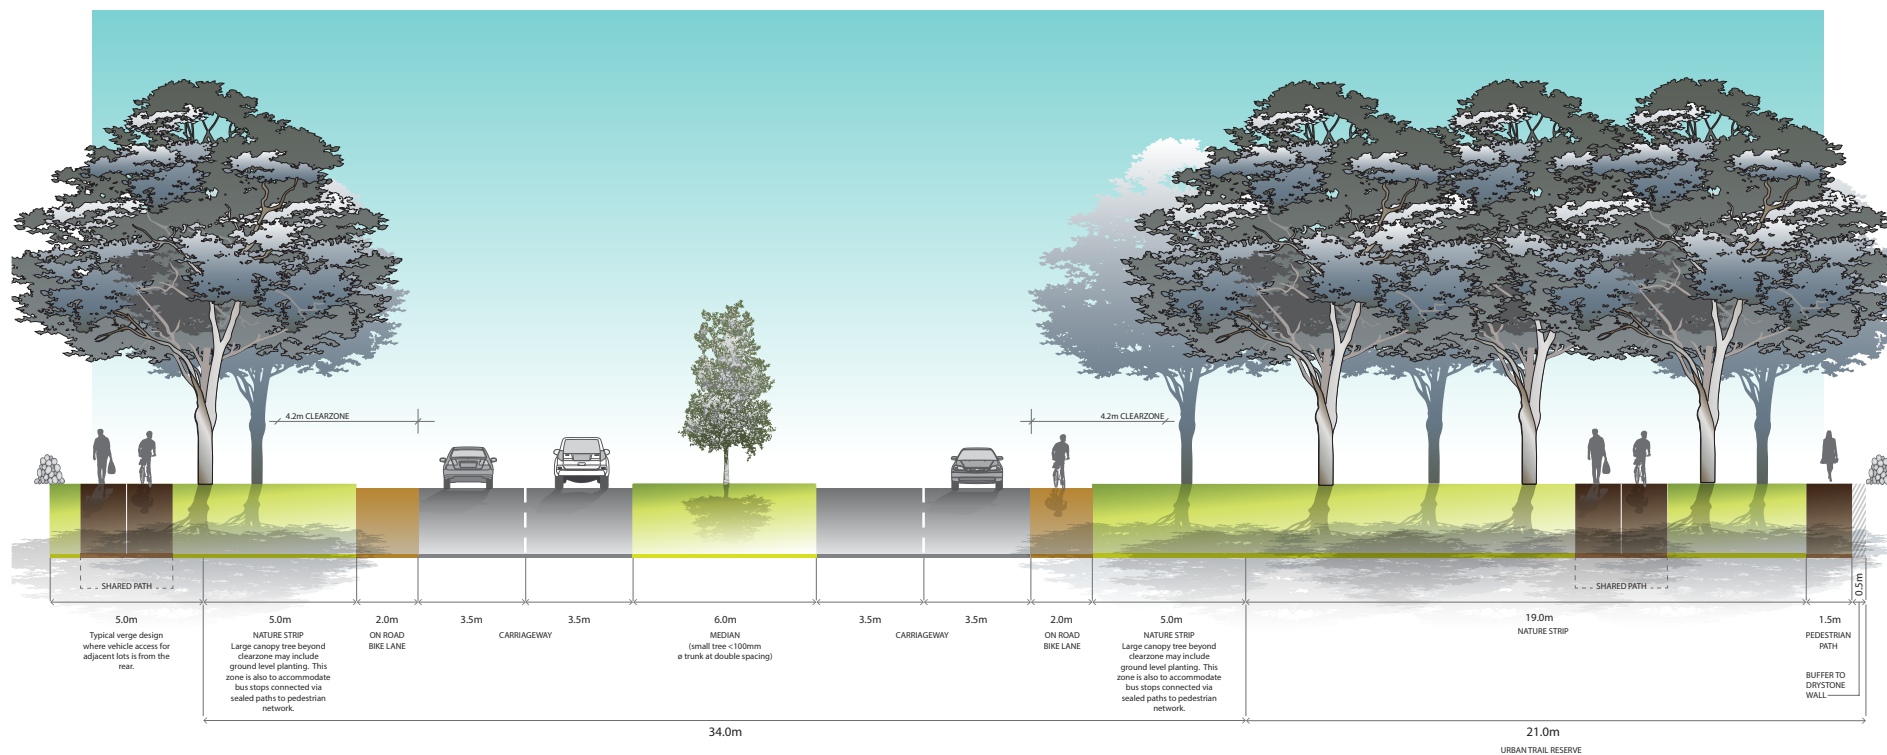 4.2m CLEARZONE
4.2m CLEARZONE
SHARED PATH
SHARED PATH
0.5m
5.0m
Typical verge design
where vehicle access for
adjacent lots is from the
rear.
5.0m
NATURE STRIP
Large canopy tree beyond
clearzone may include
ground level planting. This
zone is also to accommodate
bus stops connected via
sealed paths to pedestrian
network.
2.0m
ON ROAD
BIKE LANE
3.5m
CARRIAGEWAY
3.5m
6.0m
MEDIAN
(small tree <100mm
ø trunk at double spacing)
3.5m
CARRIAGEWAY
3.5m
2.0m
ON ROAD
BIKE LANE
5.0m
NATURE STRIP
Large canopy tree beyond
clearzone may include
ground level planting. This
zone is also to accommodate
bus stops connected via
sealed paths to pedestrian
network.
19.0m
NATURE STRIP
1.5m
PEDESTRIAN
PATH
BUFFER TO
DRYSTONE
WALL
34.0m
21.0m
URBAN TRAIL RESERVE